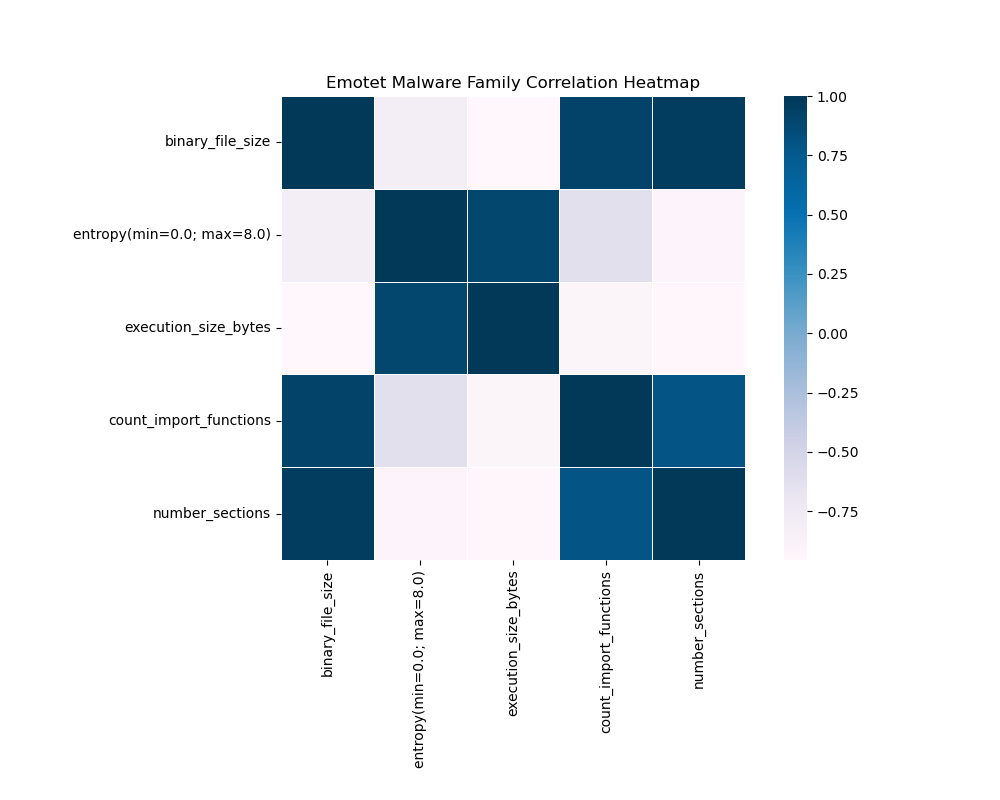 Emotet Malware Family Correlation Heatmap
binary_file_size
entropy(min=0.0; max=8.0)
execution_size_bytes
count_import_functions
number_sections
binary_file_size
entropy(min=0.0; max=8.0)
execution_size_bytes
count_import_functions
number_sections
1.00
0.75
0.50
0.25
0.00
−0.25
−0.50
−0.75